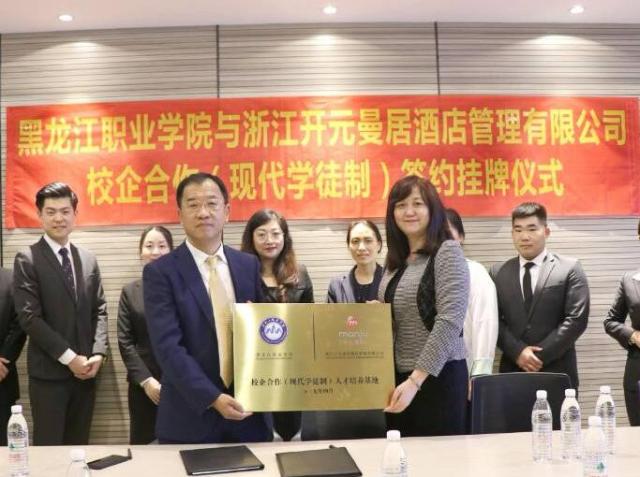 黑龙江职业学院与浙江开元曼居酒店管理有限公司
校企合作（现代学徒制）签约挂牌仪式
manju
校企合作（现代学徒制）人才培养基地